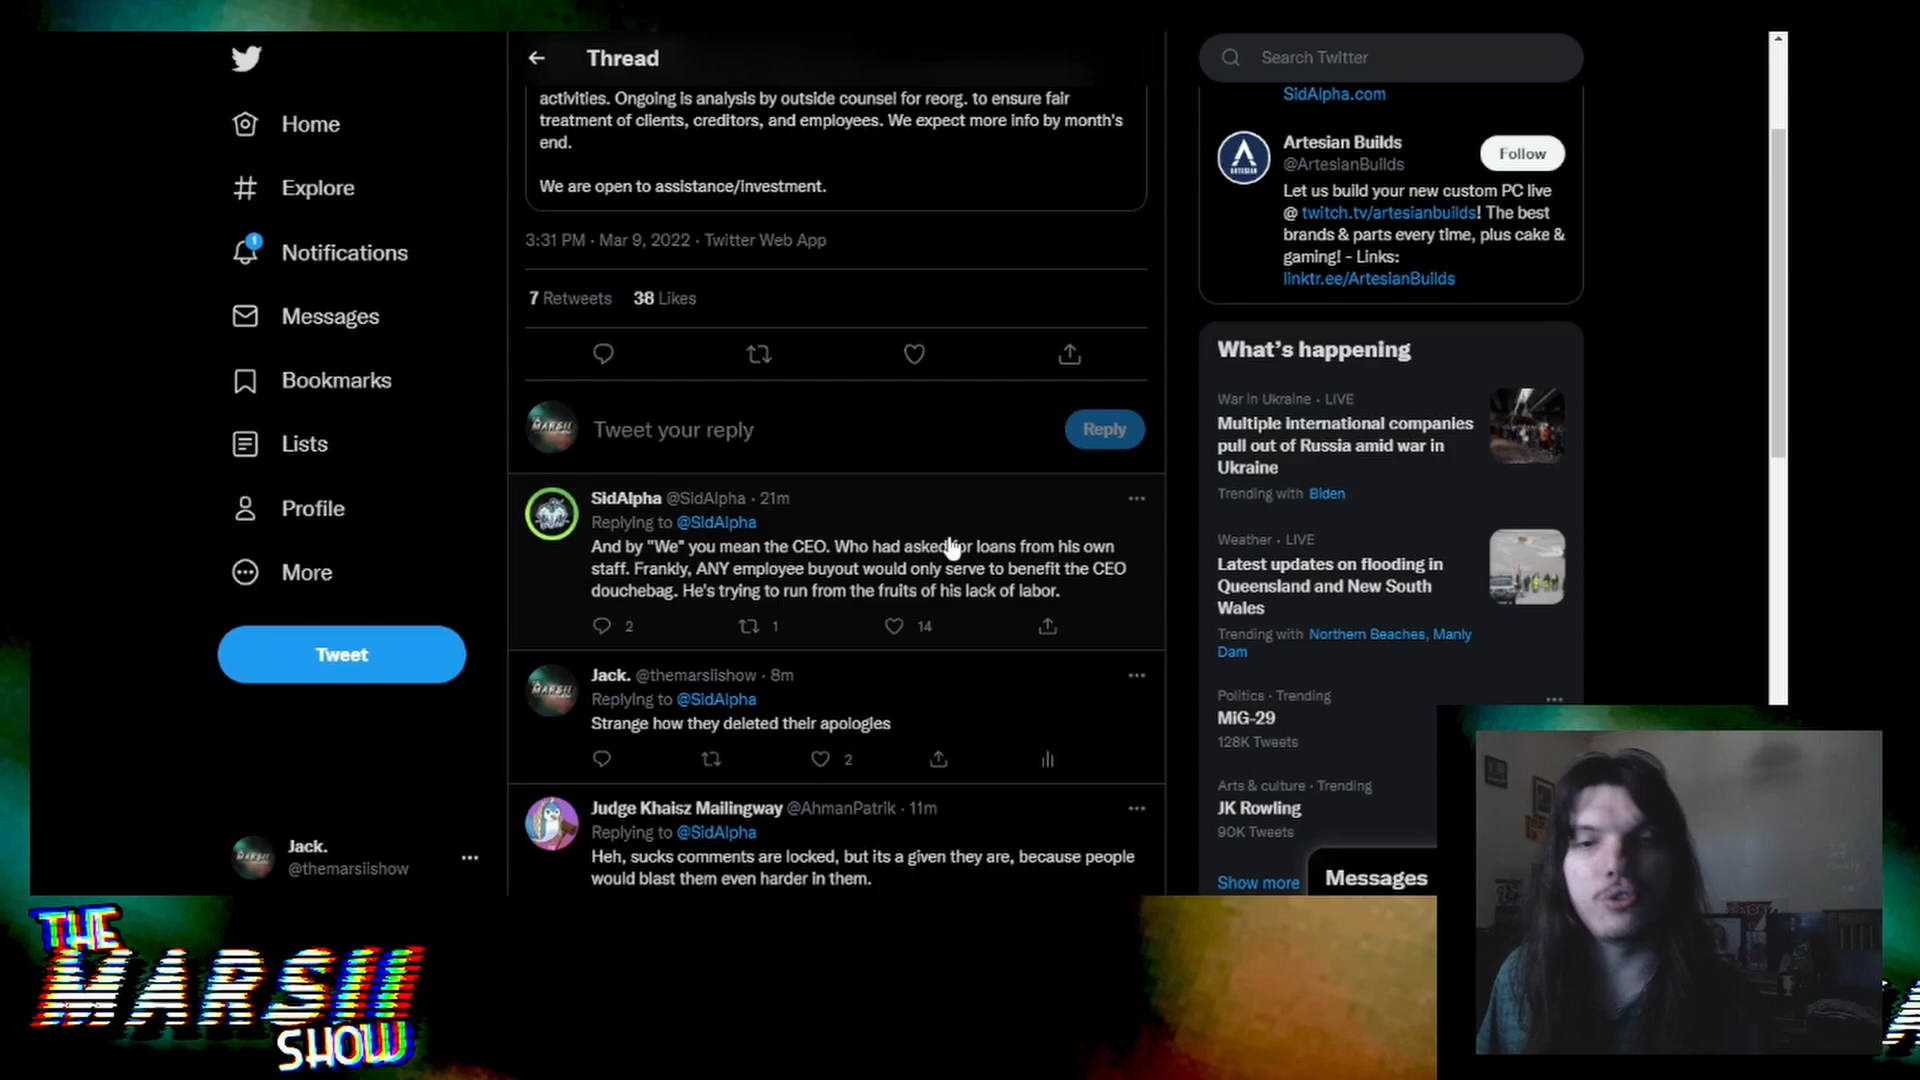 Home
Explore
1
Notifications
Messages
Bookmarks
Lists
Profile
More
Tweet
Jack.
@themarsiishow
Thread
activities. Ongoing is analysis by outside counsel for reorg. to ensure fair
treatment of clients, creditors, and employees. We expect more info by month's
end.
We are open to assistance/investment.
3:31 PM · Mar 9, 2022 · Twitter Web App
7 Retweets 38 Likes
Tweet your reply
Reply
SidAlpha @SidAlpha · 21m
Replying to @SidAlpha
And by "We" you mean the CEO. Who had asked for loans from his own
staff. Frankly, ANY employee buyout would only serve to benefit the CEO
douchebag. He's trying to run from the fruits of his lack of labor.
2 1 14
Jack. @themarsiishow · 8m
Replying to @SidAlpha
Strange how they deleted their apologies
2
Judge Khaisz Mailingway @AhmanPatrik · 11m
Replying to @SidAlpha
Heh, sucks comments are locked, but its a given they are, because people
would blast them even harder in them.
Search Twitter
SidAlpha.com
Artesian Builds
@ArtesianBuilds
Follow
Let us build your new custom PC live
@ twitch.tv/artesianbuilds! The best
brands & parts every time, plus cake &
gaming! - Links:
linktr.ee/ArtesianBuilds
What's happening
War in Ukraine · LIVE
Multiple international companies
pull out of Russia amid war in
Ukraine
Trending with Biden
Weather · LIVE
Latest updates on flooding in
Queensland and New South
Wales
Trending with Northern Beaches, Manly
Dam
Politics · Trending
MiG-29
128K Tweets
Arts & culture · Trending
JK Rowling
90K Tweets
Show more
Messages
THE
MARSII
SHOW